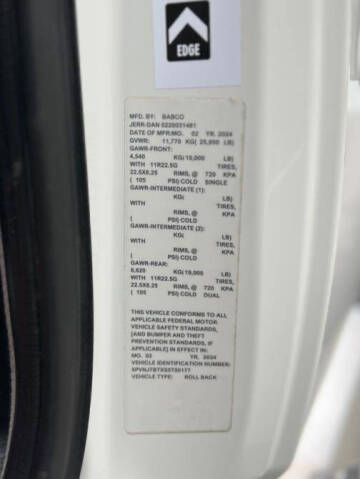 EDGE
MFD. BY: BABCO
JERR-DAN 0220031481
DATE OF MFR:MO. 02 YR. 2024
GVWR: 11,770 KG( 25,950 LB)
GAWR-FRONT:
4,540 KG(10,000 LB)
WITH 11R22.5G TIRES,
22.5X8.25 RIMS, @ 720 KPA
( 105 PSI) COLD SINGLE
GAWR-INTERMEDIATE (1):
KG( LB)
WITH TIRES,
RIMS, @ KPA
( PSI) COLD
GAWR-INTERMEDIATE (2):
KG( LB)
WITH TIRES,
RIMS, @ KPA
( PSI) COLD
GAWR-REAR:
8,620 KG(19,000 LB)
WITH 11R22.5G TIRES,
22.5X8.25 RIMS, @ 720 KPA
( 105 PSI) COLD DUAL
THIS VEHICLE CONFORMS TO ALL
APPLICABLE FEDERAL MOTOR
VEHICLE SAFETY STANDARDS,
[AND BUMPER AND THEFT
PREVENTION STANDARDS, IF
APPLICABLE] IN EFFECT IN:
MO. 02 YR. 2024
VEHICLE IDENTIFICATION NUMBER:
VEHICLE TYPE: ROLL BACK